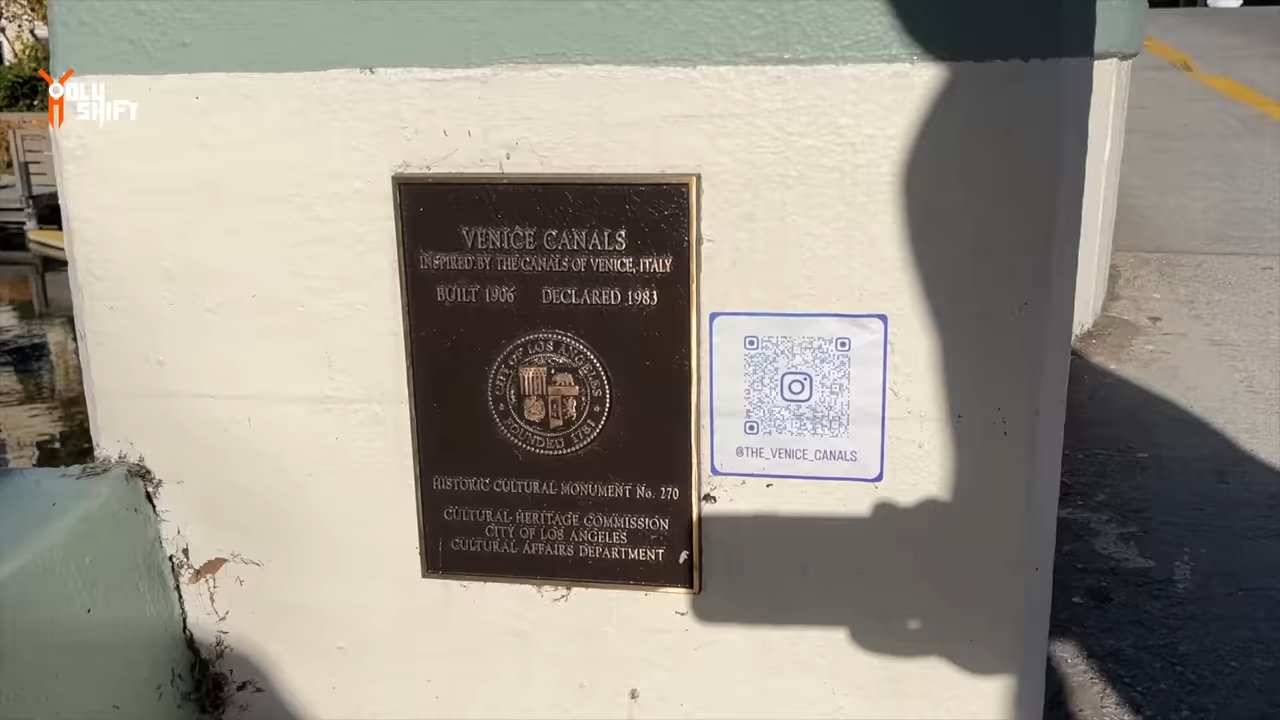 YOLY
SHIFT
VENICE CANALS
INSPIRED BY THE CANALS OF VENICE, ITALY
BUILT 1906 DECLARED 1983
CITY OF LOS ANGELES
FOUNDED 1781
HISTORIC CULTURAL MONUMENT No. 270
CULTURAL HERITAGE COMMISSION
CITY OF LOS ANGELES
CULTURAL AFFAIRS DEPARTMENT
@THE_VENICE_CANALS